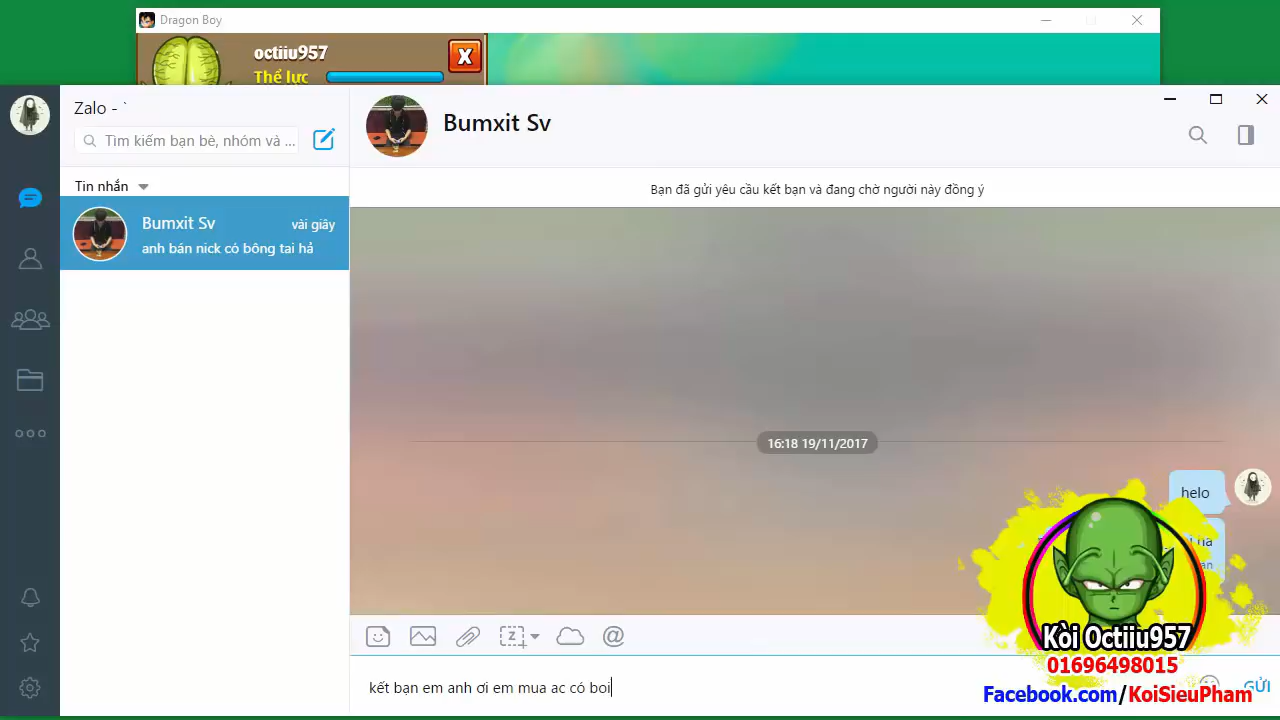 Dragon Boy
octiiu957
Thể lực
X
Zalo - `
Tìm kiếm bạn bè, nhóm và ...
Tin nhắn
Bumxit Sv
vài giây
anh bán nick có bông tai hả
Bumxit Sv
Bạn đã gửi yêu cầu kết bạn và đang chờ người này đồng ý
16:18 19/11/2017
helo
Z
@
kết bạn em anh ơi em mua ac có boi
GỬI
Kòi Octiiu957
01696498015
Facebook.com/KoiSieuPham